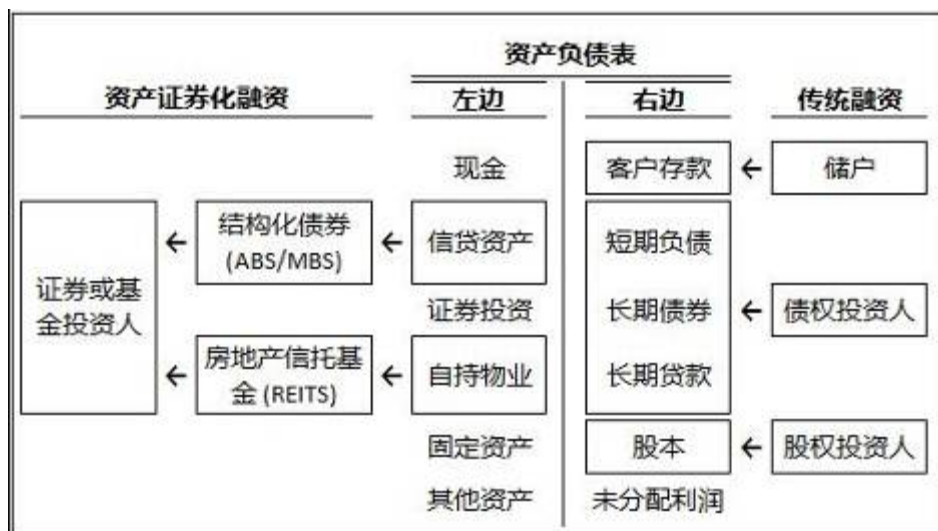 资产负债表
资产证券化融资 左边 右边 传统融资
现金 客户存款 ← 储户
证券或基
金投资人
← 结构化债券
(ABS/MBS)
← 信贷资产
短期负债
证券投资 长期债券 ← 债权投资人
← 房地产信托基
金 (REITS)
← 自持物业
长期贷款
固定资产 股本 ← 股权投资人
其他资产 未分配利润